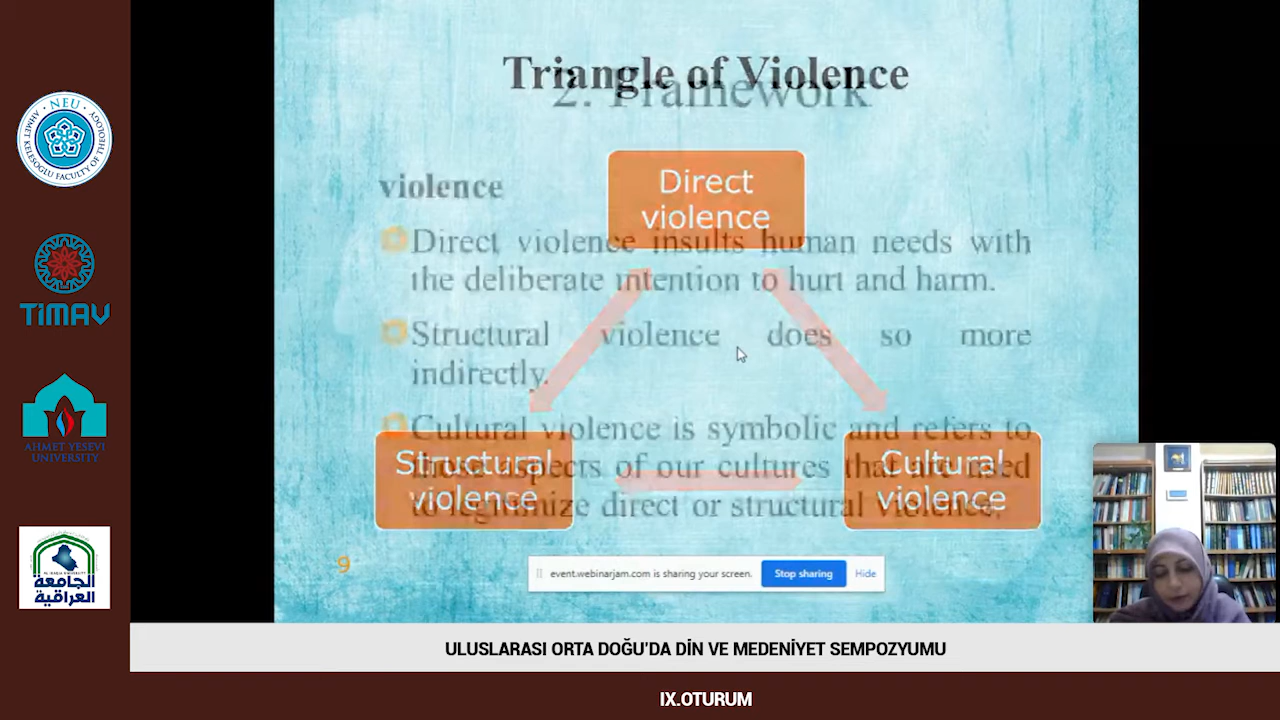 NEU
AHMET KELEŞOĞLU FACULTY OF THEOLOGY
TİMAV
AHMET YESEVİ
UNIVERSITY
الجامعة
العراقية
Triangle of Violence
2. Framework
violence
Direct
violence
Direct violence insults human needs with
the deliberate intention to hurt and harm.
Structural violence does so more
indirectly.
Cultural violence is symbolic and refers to
those aspects of our cultures that are used
to legitimize direct or structural violence.
Structural
violence
Cultural
violence
9
event.webinarjam.com is sharing your screen.
Stop sharing
Hide
ULUSLARASI ORTA DOĞU'DA DİN VE MEDENİYET SEMPOZYUMU
IX.OTURUM